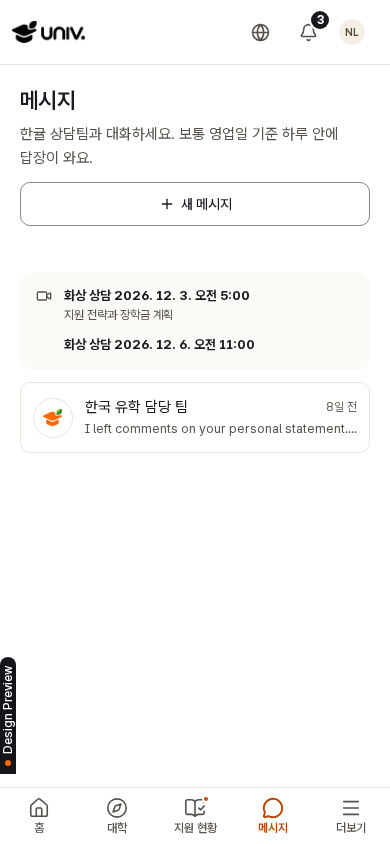 UNIV.
3
NL
메시지
한귤 상담팀과 대화하세요. 보통 영업일 기준 하루 안에
답장이 와요.
새 메시지
화상 상담 2026. 12. 3. 오전 5:00
지원 전략과 장학금 계획
화상 상담 2026. 12. 6. 오전 11:00
한국 유학 담당 팀
8일 전
I left comments on your personal statement....
Design Preview
홈
대학
지원 현황
메시지
더보기